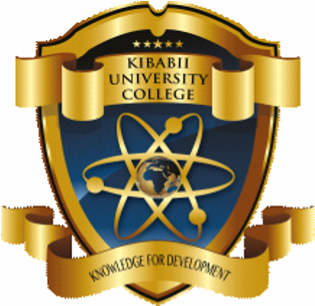 KIBABII
UNIVERSITY
COLLEGE
KNOWLEDGE FOR DEVELOPMENT